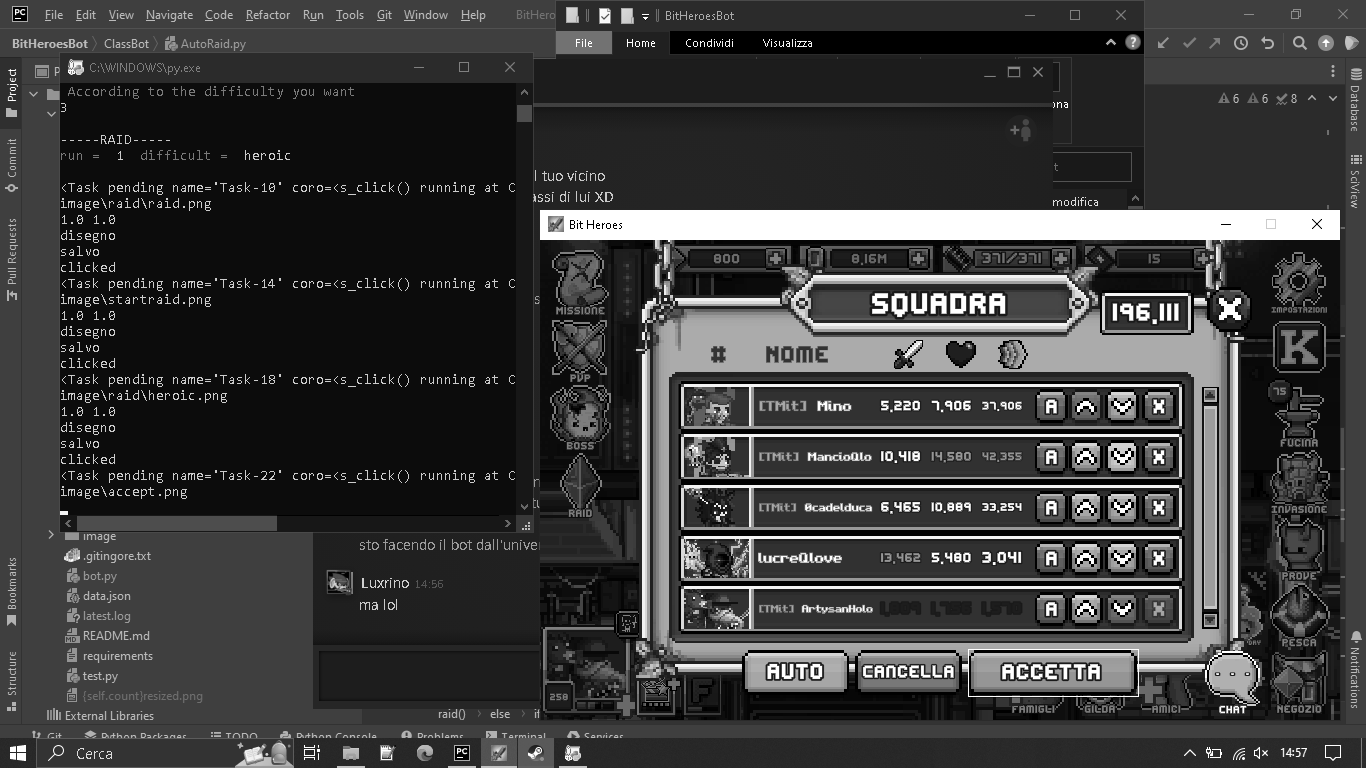 PC File Edit View Navigate Code Refactor Run Tools Git Window Help BitHero
BitHeroesBot
BitHeroesBot ClassBot AutoRaid.py
File Home Condividi Visualizza
C:\WINDOWS\py.exe
According to the difficulty you want
3
-----RAID-----
run = 1 difficult = heroic
<Task pending name='Task-10' coro=<s_click() running at C
image\raid\raid.png
1.0 1.0
disegno
salvo
clicked
<Task pending name='Task-14' coro=<s_click() running at C
image\startraid.png
1.0 1.0
disegno
salvo
clicked
<Task pending name='Task-18' coro=<s_click() running at C
image\raid\heroic.png
1.0 1.0
disegno
salvo
clicked
<Task pending name='Task-22' coro=<s_click() running at C
image\accept.png
Project
Commit
Pull Requests
Bookmarks
Structure
image
.gitingore.txt
bot.py
data.json
latest.log
README.md
requirements
test.py
{self.count}resized.png
External Libraries
l tuo vicino
assi di lui XD
sto facendo il bot dall'univer
Luxrino 14:56
ma lol
ona
modifica
6 6 8
Database
SciView
Notifications
Bit Heroes
800 8,16M 371/371 15
MISSIONE
PVP
BOSS
RAID
258
SQUADRA
196,111
# NOME
[TMit] Mino 5,220 7,906 37,906 A X
[TMit] MancioQlo 10,418 14,580 42,355 A X
[TMit] 0cadelduca 6,465 10,889 33,254 A X
lucreQlove 13,462 5,480 3,041 A X
[TMit] ArtysanHolo A X
AUTO CANCELLA ACCETTA
IMPOSTAZIONI
K
75
FUCINA
INVASIONE
PROVE
PESCA
NEGOZIO
CHAT
FAMIGLI GILDA AMICI
raid() else if
Git Python Packages TODO Python Console Problems Terminal Services
Cerca
14:57